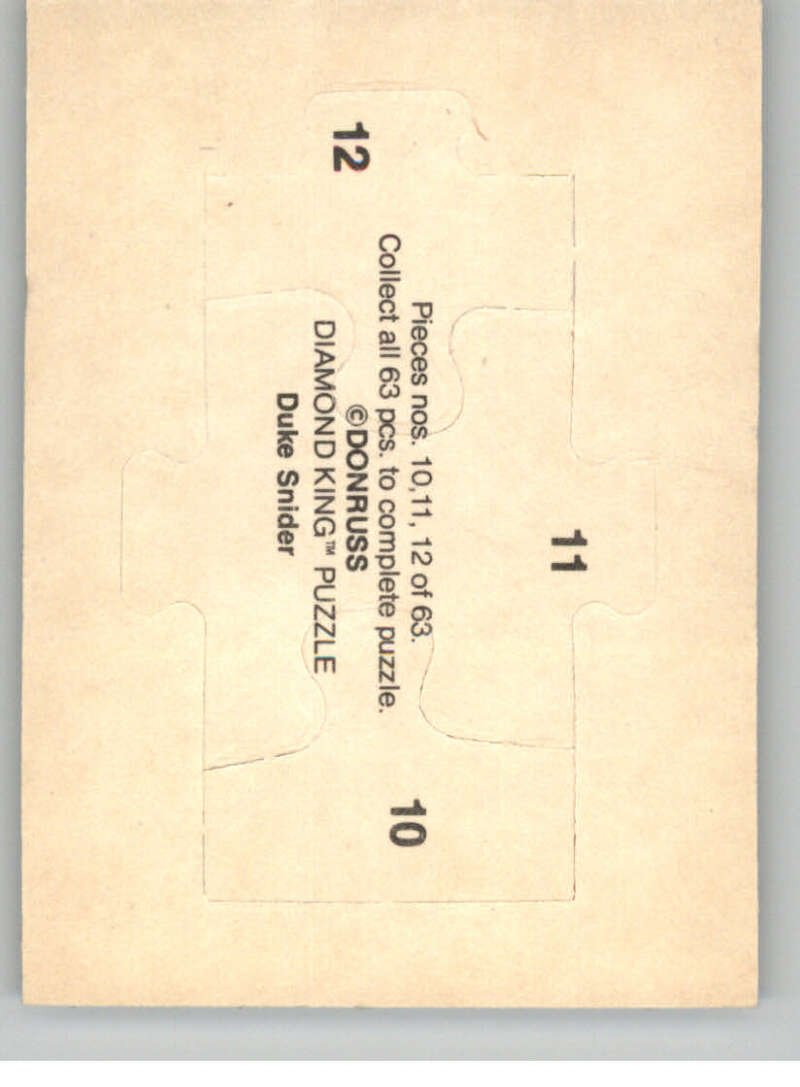 12
11
10
Pieces nos. 10,11, 12 of 63.
Collect all 63 pcs. to complete puzzle.
©DONRUSS
DIAMOND KING™ PUZZLE
Duke Snider